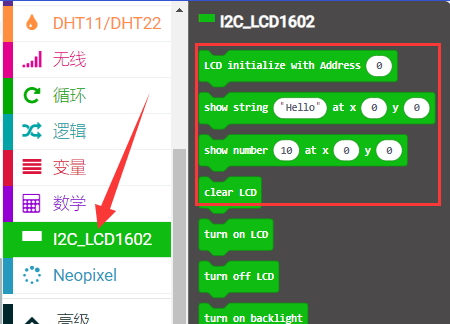 DHT11/DHT22
无线
循环
逻辑
变量
数学
I2C_LCD1602
Neopixel
高级
I2C_LCD1602
LCD initialize with Address 0
show string "Hello" at x 0 y 0
show number 10 at x 0 y 0
clear LCD
turn on LCD
turn off LCD
turn on backlight